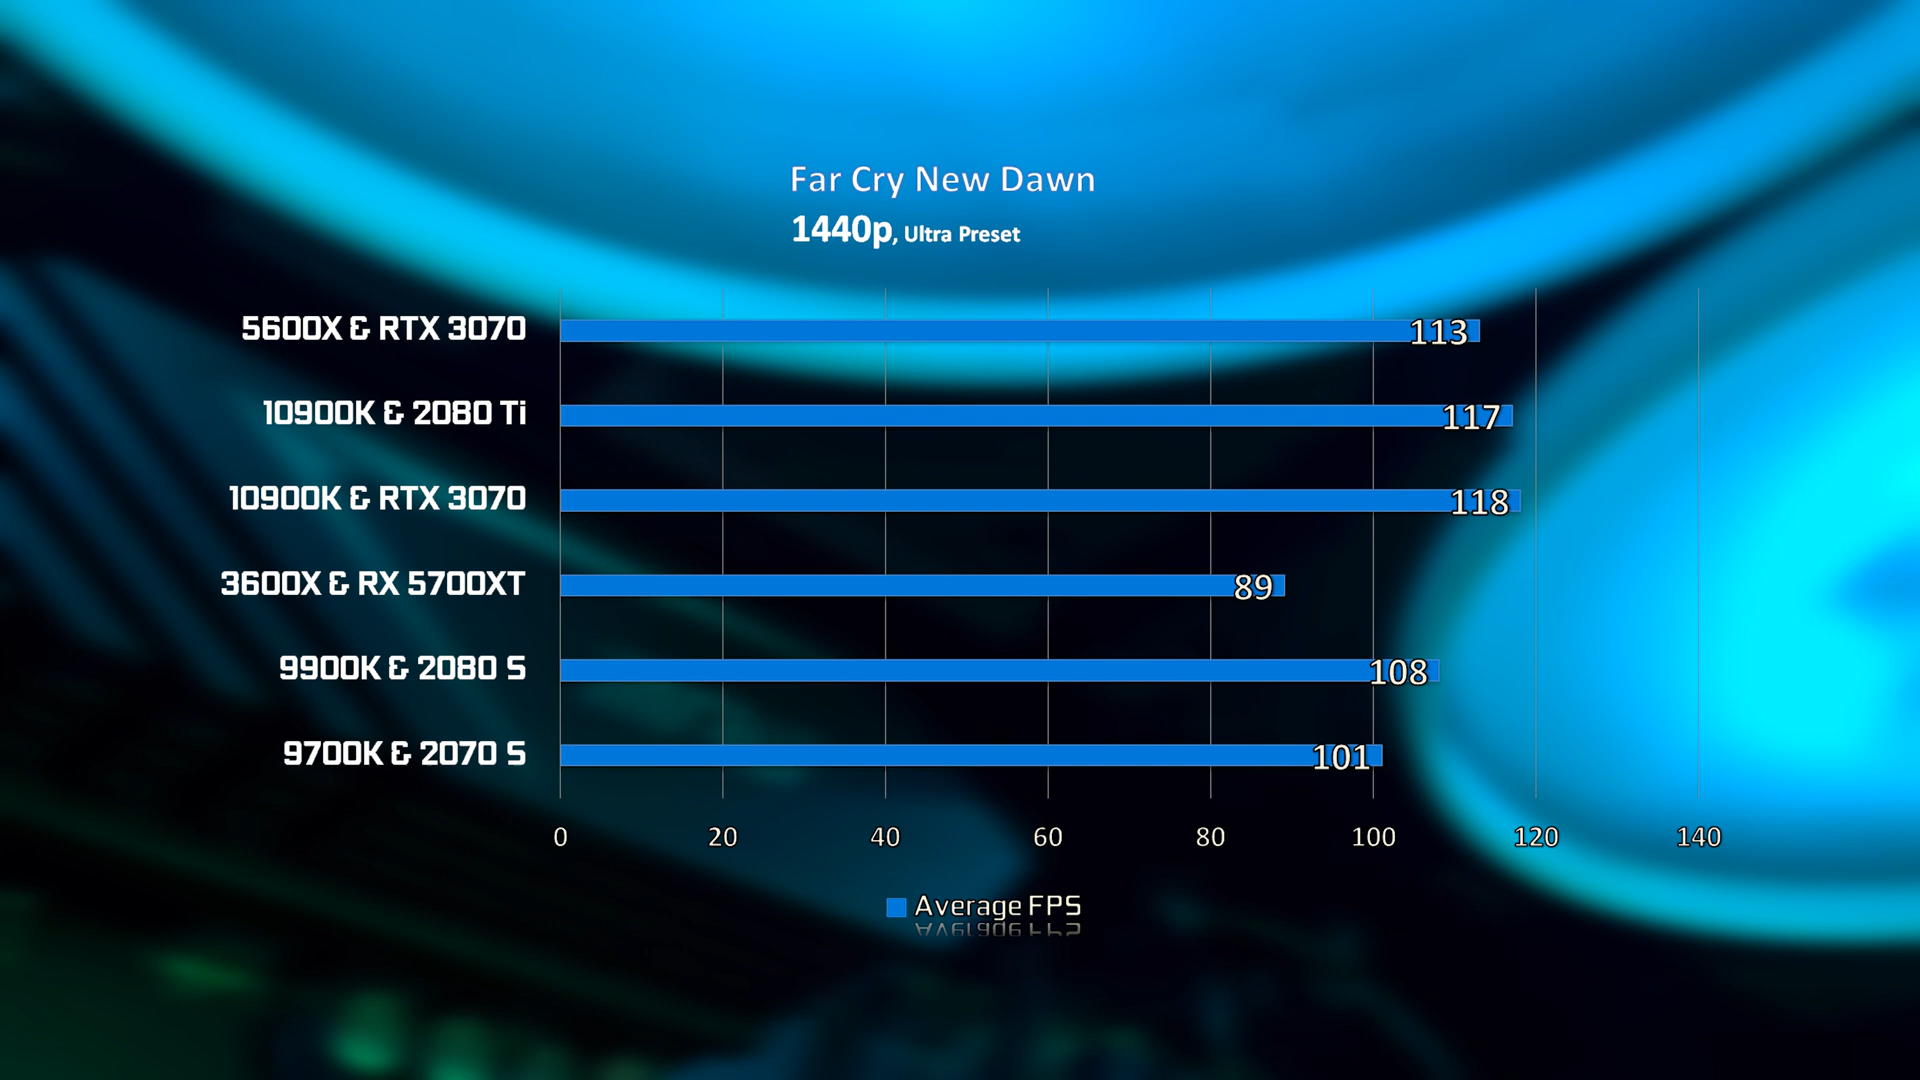 Far Cry New Dawn
1440p, Ultra Preset
5600X & RTX 3070
113
10900K & 2080 Ti
117
10900K & RTX 3070
118
3600X & RX 5700XT
89
9900K & 2080 S
108
9700K & 2070 S
101
0 20 40 60 80 100 120 140
Average FPS